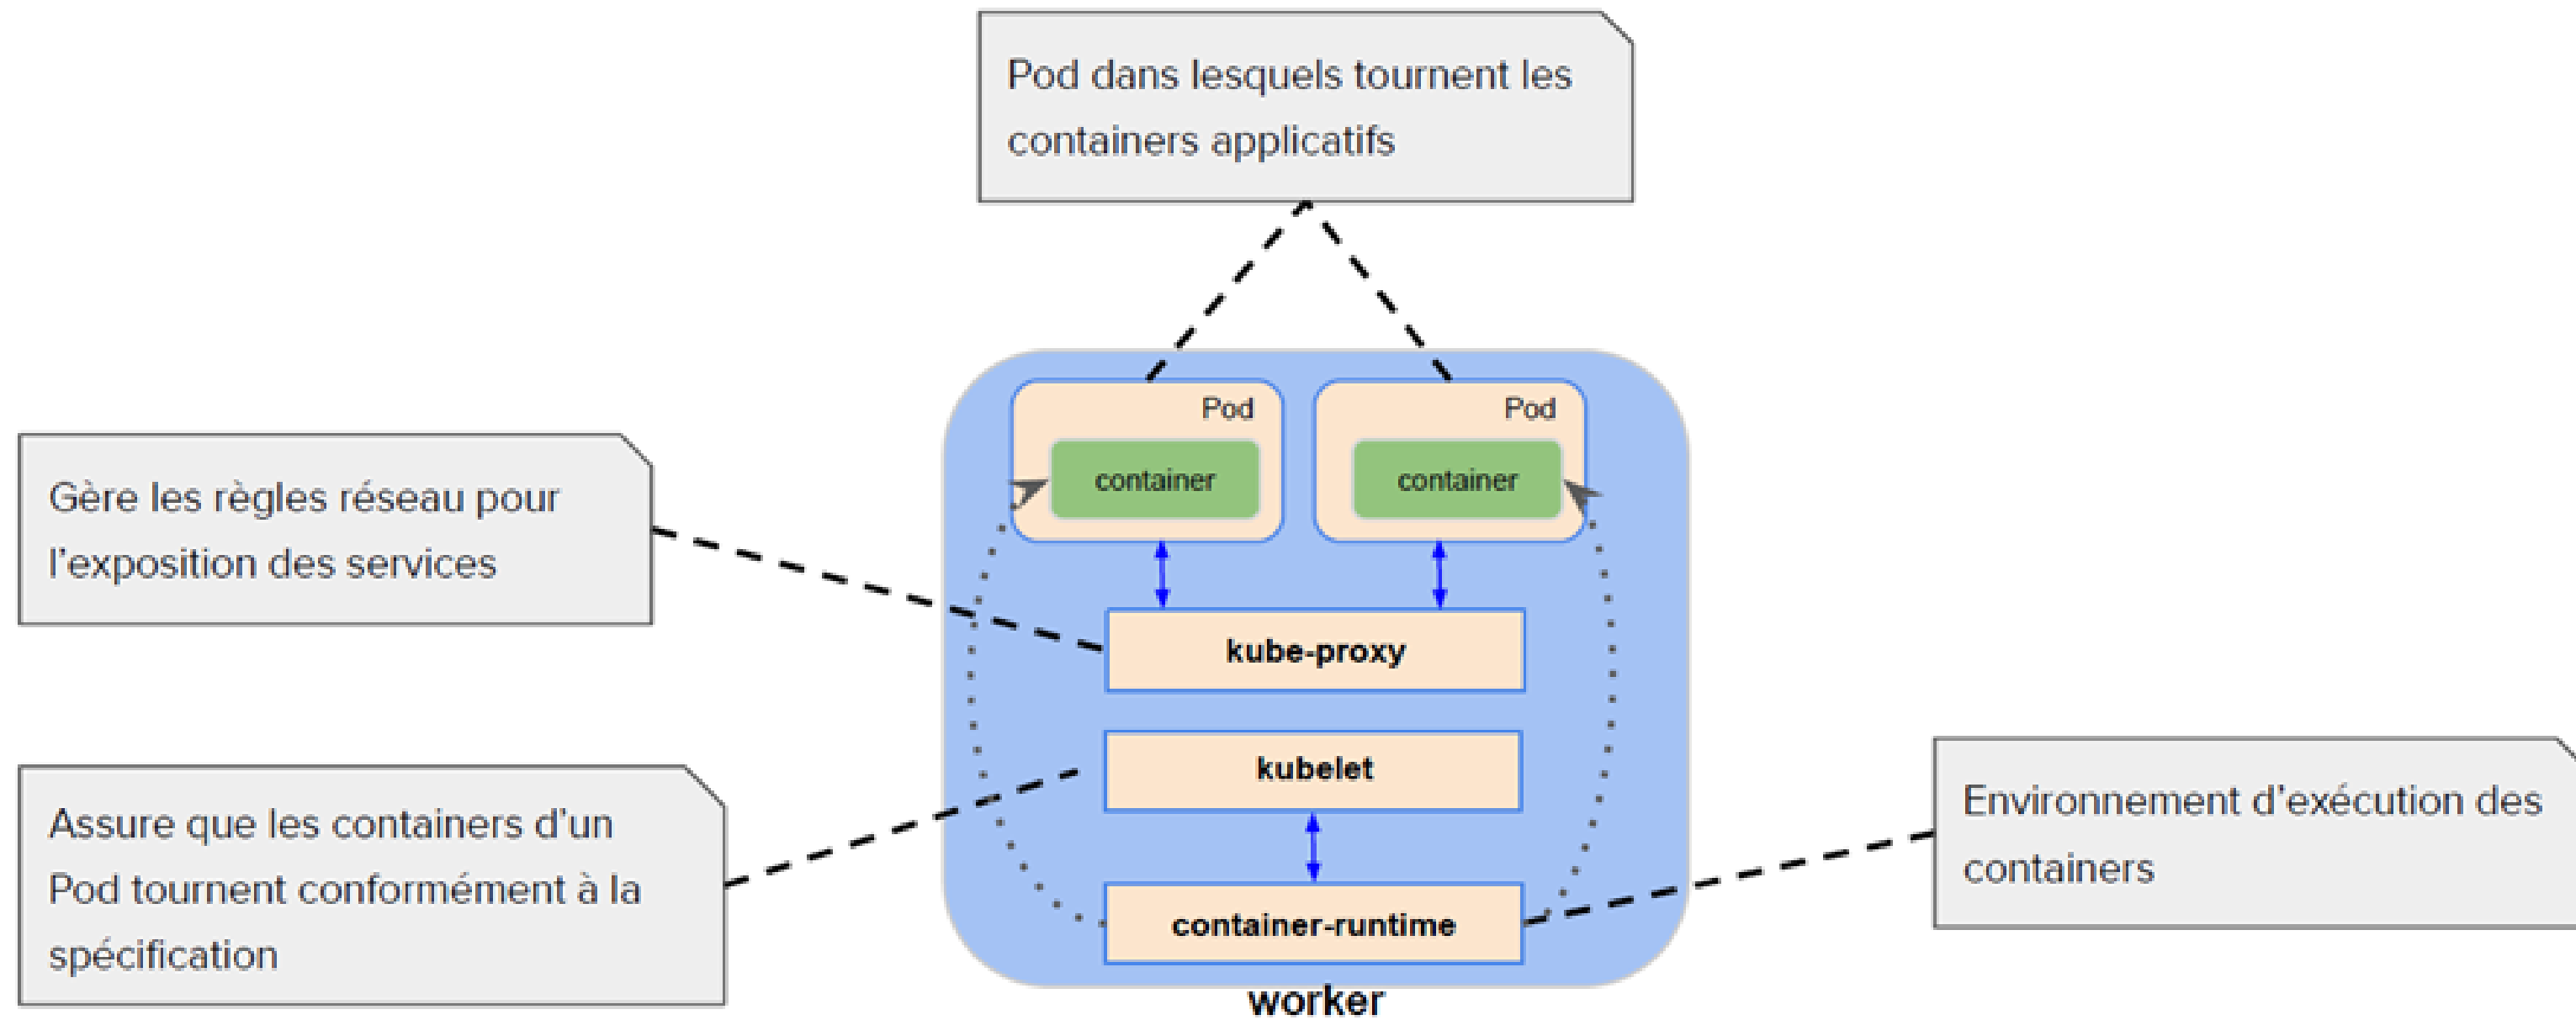 Pod dans lesquels tournent les
containers applicatifs
Pod
Pod
container
container
Gère les règles réseau pour
l'exposition des services
kube-proxy
Assure que les containers d'un
Pod tournent conformément à la
spécification
kubelet
Environnement d'exécution des
containers
container-runtime
worker